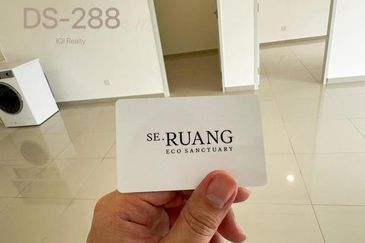 DS-288
IQI Realty
SE.RUANG
ECO SANCTUARY